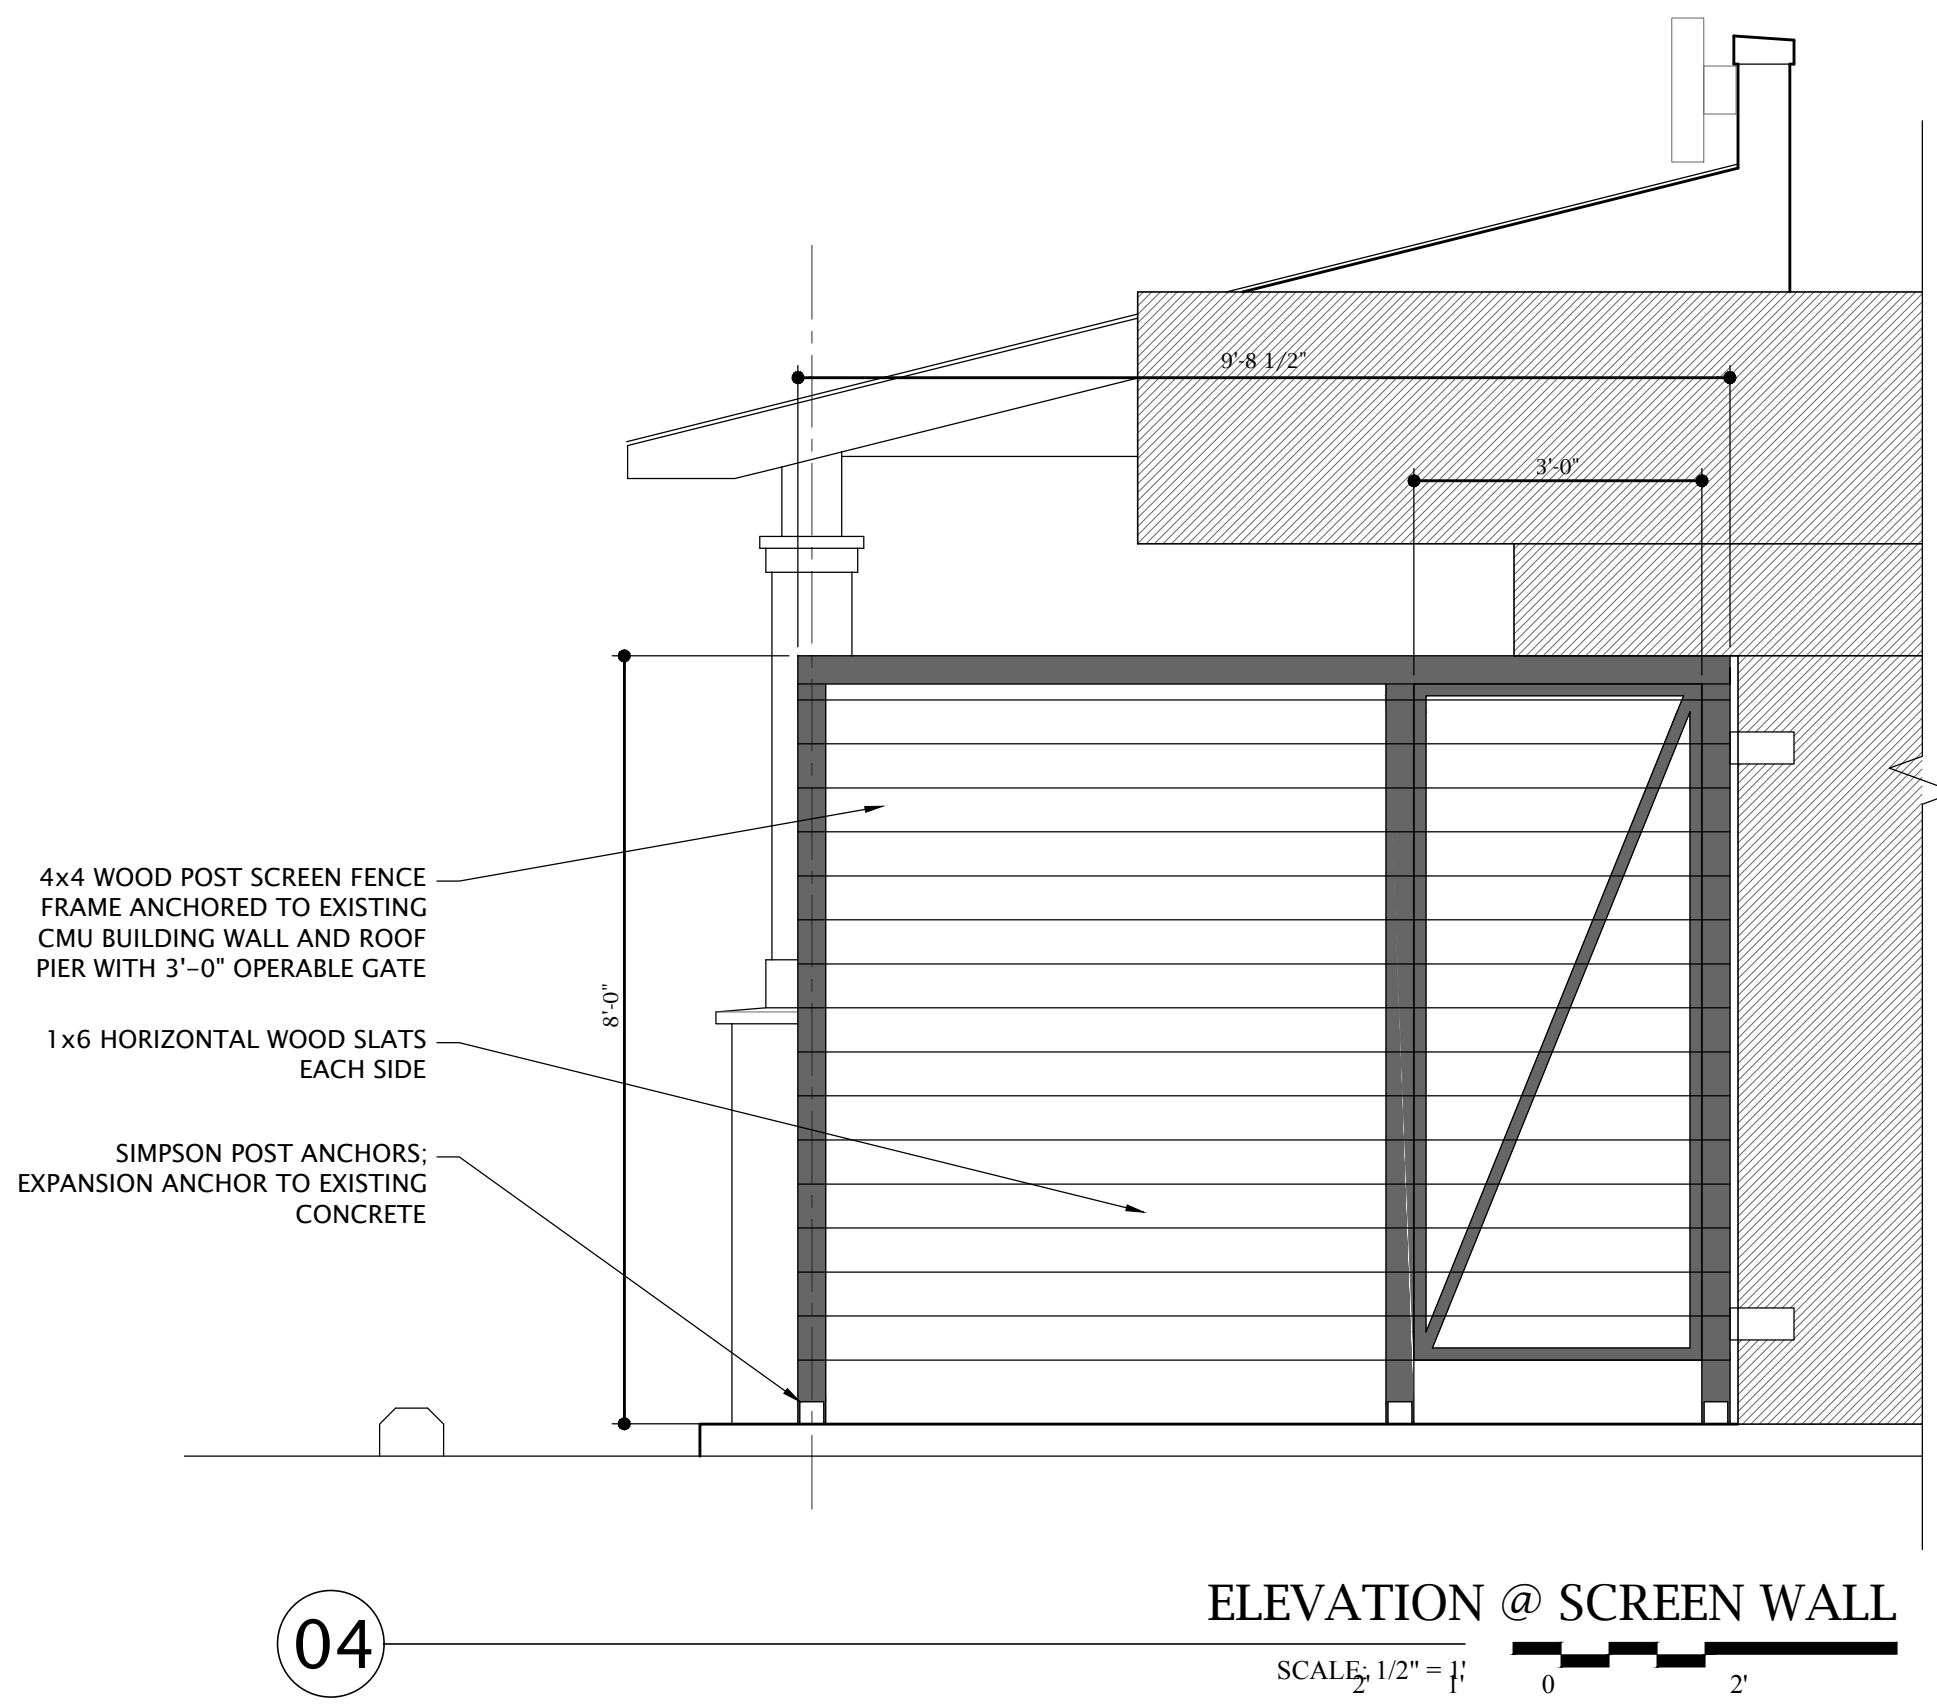 9'-8 1/2"
3'-0"
4x4 WOOD POST SCREEN FENCE
FRAME ANCHORED TO EXISTING
CMU BUILDING WALL AND ROOF
PIER WITH 3'-0" OPERABLE GATE
8'-0"
1x6 HORIZONTAL WOOD SLATS
EACH SIDE
SIMPSON POST ANCHORS;
EXPANSION ANCHOR TO EXISTING
CONCRETE
04
ELEVATION @ SCREEN WALL
SCALE: 1/2" = 1'
2' 1' 0 2'